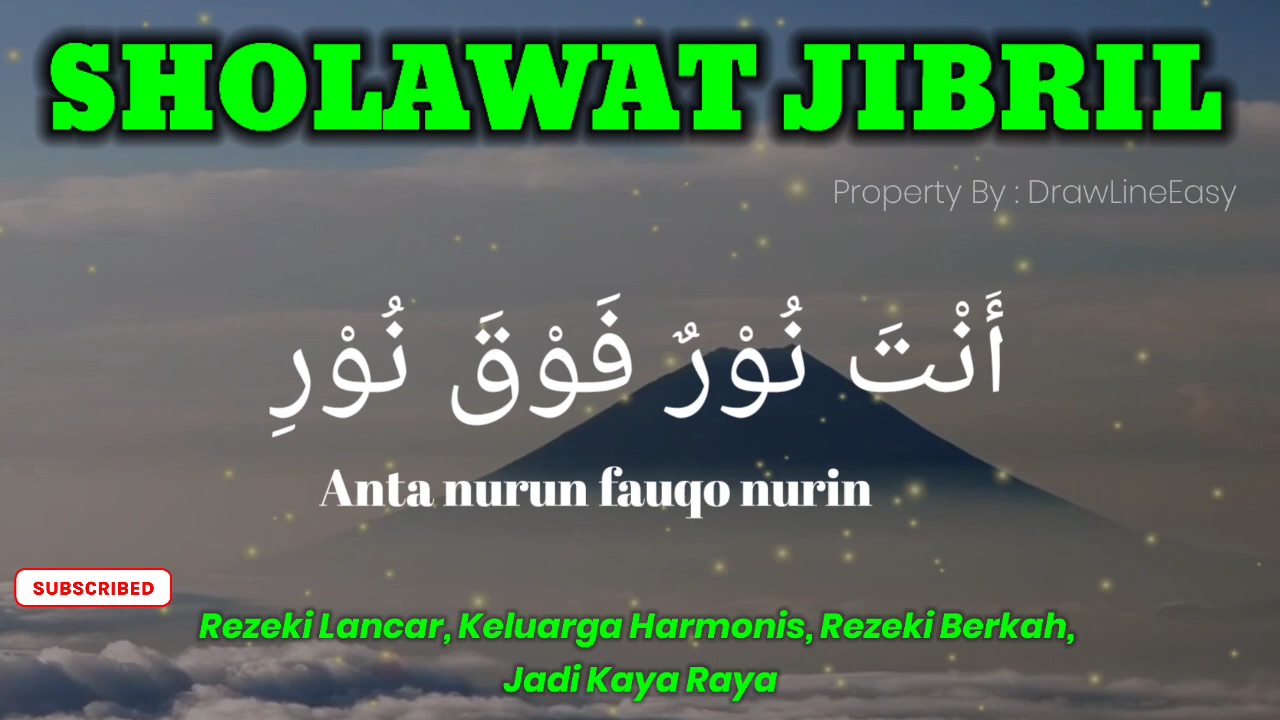 SHOLAWAT JIBRIL
Property By : DrawLineEasy
أَنْتَ نُوْرٌ فَوْقَ نُوْرِ
Anta nurun fauqo nurin
SUBSCRIBED
Rezeki Lancar, Keluarga Harmonis, Rezeki Berkah,
Jadi Kaya Raya